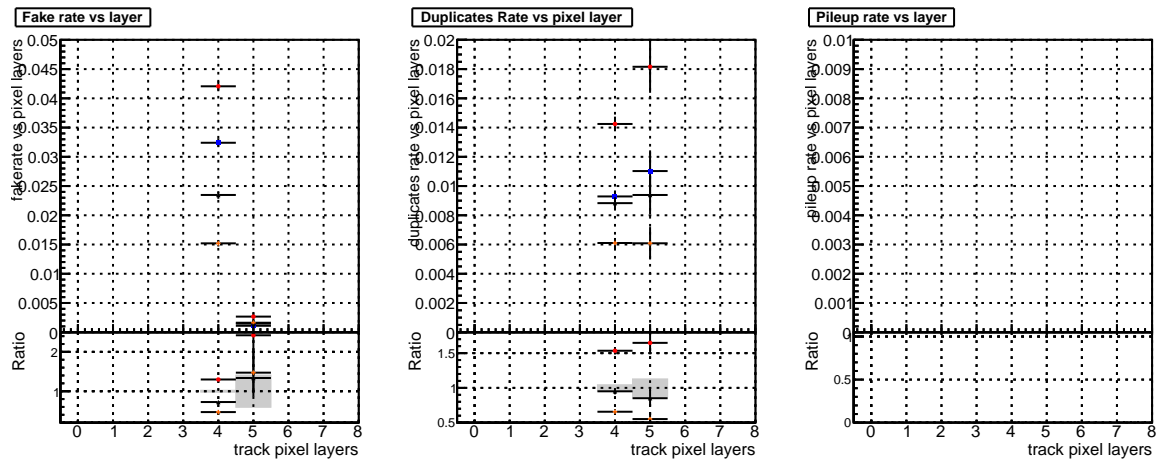 Fake rate vs layer
fakerate vs pixel layers
0.05
0.045
0.04
0.035
0.03
0.025
0.02
0.015
0.01
0.005
0
Ratio
2
1
0 1 2 3 4 5 6 7 8
track pixel layers
Duplicates Rate vs pixel layer
duplicates rate vs pixel layers
0.02
0.018
0.016
0.014
0.012
0.01
0.008
0.006
0.004
0.002
0
Ratio
1.5
1
0.5
0 1 2 3 4 5 6 7 8
track pixel layers
Pileup rate vs layer
pileup rate vs pixel layers
0.01
0.009
0.008
0.007
0.006
0.005
0.004
0.003
0.002
0.001
0
Ratio
1
0.5
0
0 1 2 3 4 5 6 7 8
track pixel layers